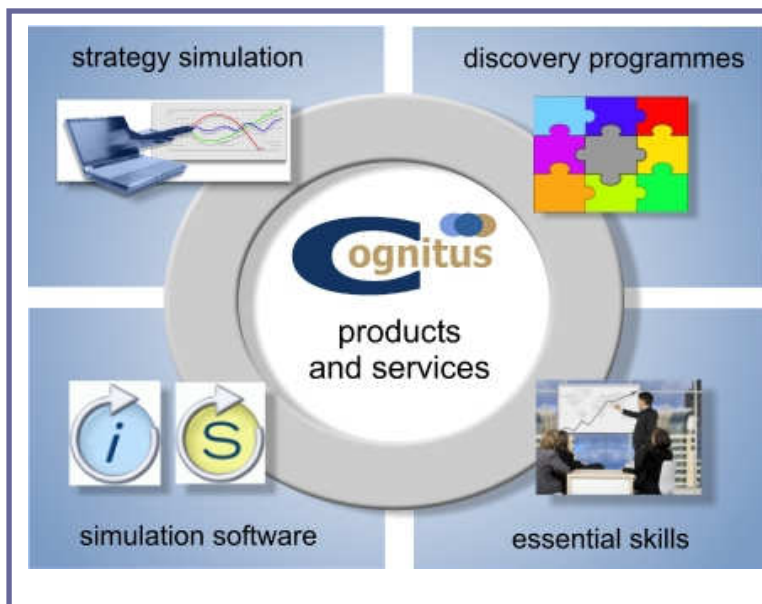 strategy simulation
discovery programmes
Cognitus
products
and services
i
S
simulation software
essential skills